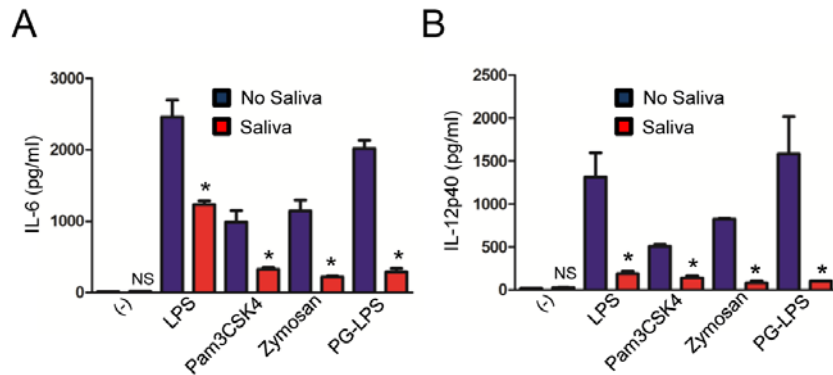 A
IL-6 (pg/ml)
3000
2000
1000
0
No Saliva
Saliva
NS
*
*
*
*
(-)
LPS
Pam3CSK4
Zymosan
PG-LPS
B
IL-12p40 (pg/ml)
2500
2000
1500
1000
500
0
No Saliva
Saliva
NS
*
*
*
*
(-)
LPS
Pam3CSK4
Zymosan
PG-LPS